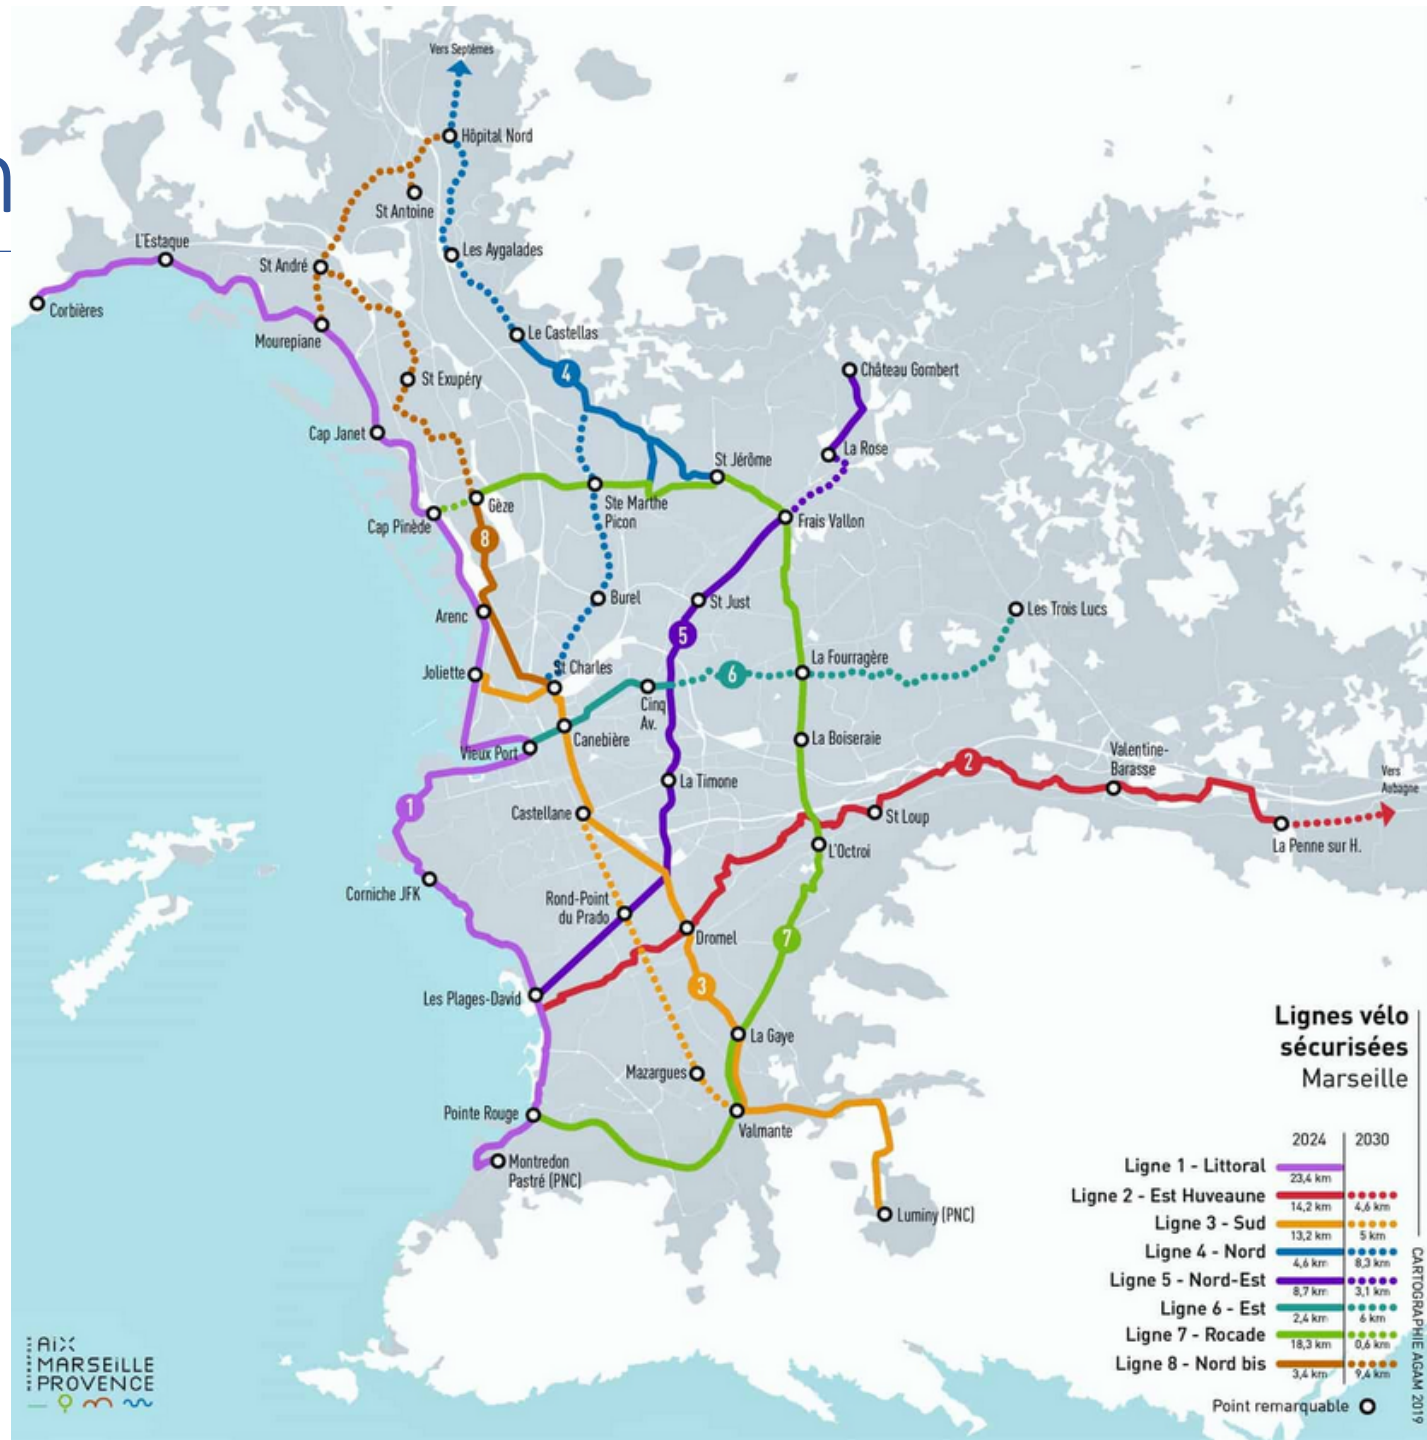 Vers Septèmes
Hôpital Nord
St Antoine
Les Aygalades
L'Estaque
St André
Corbières
Mourepiane
Le Castellas
4
St Exupéry
Château Gombert
Cap Janet
La Rose
St Jérôme
Gèze
Ste Marthe
Picon
Cap Pinède
Frais Vallon
8
Burel
St Just
Arenc
Les Trois Lucs
5
La Fourragère
St Charles
Joliette
6
Cinq
Av.
Canebière
La Boiseraie
Vieux Port
Valentine-
Barasse
2
Vers
Aubagne
La Timone
1
Castellane
St Loup
La Penne sur H.
L'Octroi
Corniche JFK
Rond-Point
du Prado
Dromel
7
3
Les Plages-David
La Gaye
Mazargues
Pointe Rouge
Valmante
Montredon
Pastré (PNC)
Luminy (PNC)
Lignes vélo
sécurisées
Marseille
2024 2030
Ligne 1 - Littoral
23,4 km
Ligne 2 - Est Huveaune
14,2 km 4,6 km
Ligne 3 - Sud
13,2 km 5 km
Ligne 4 - Nord
4,6 km 8,3 km
Ligne 5 - Nord-Est
8,7 km 3,1 km
Ligne 6 - Est
2,4 km 6 km
Ligne 7 - Rocade
18,3 km 0,6 km
Ligne 8 - Nord bis
3,4 km 9,4 km
Point remarquable
CARTOGRAPHIE AGAM 2019
AIX
MARSEILLE
PROVENCE